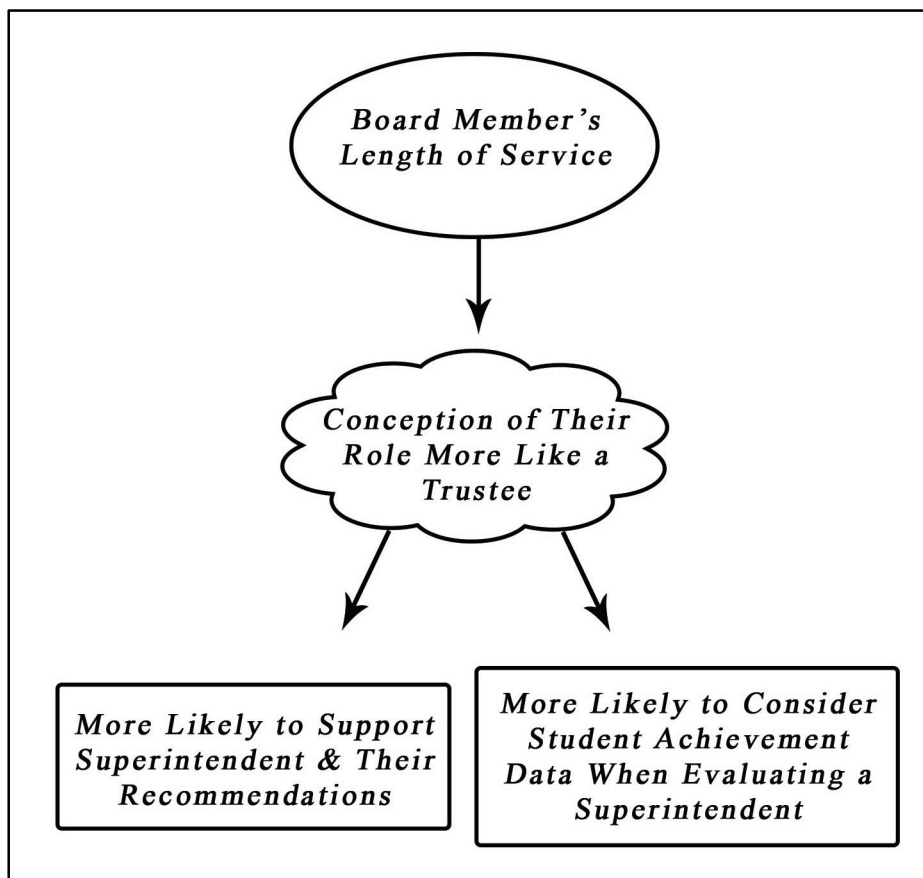 Board Member's
Length of Service
Conception of Their
Role More Like a
Trustee
More Likely to Support
Superintendent & Their
Recommendations
More Likely to Consider
Student Achievement
Data When Evaluating a
Superintendent